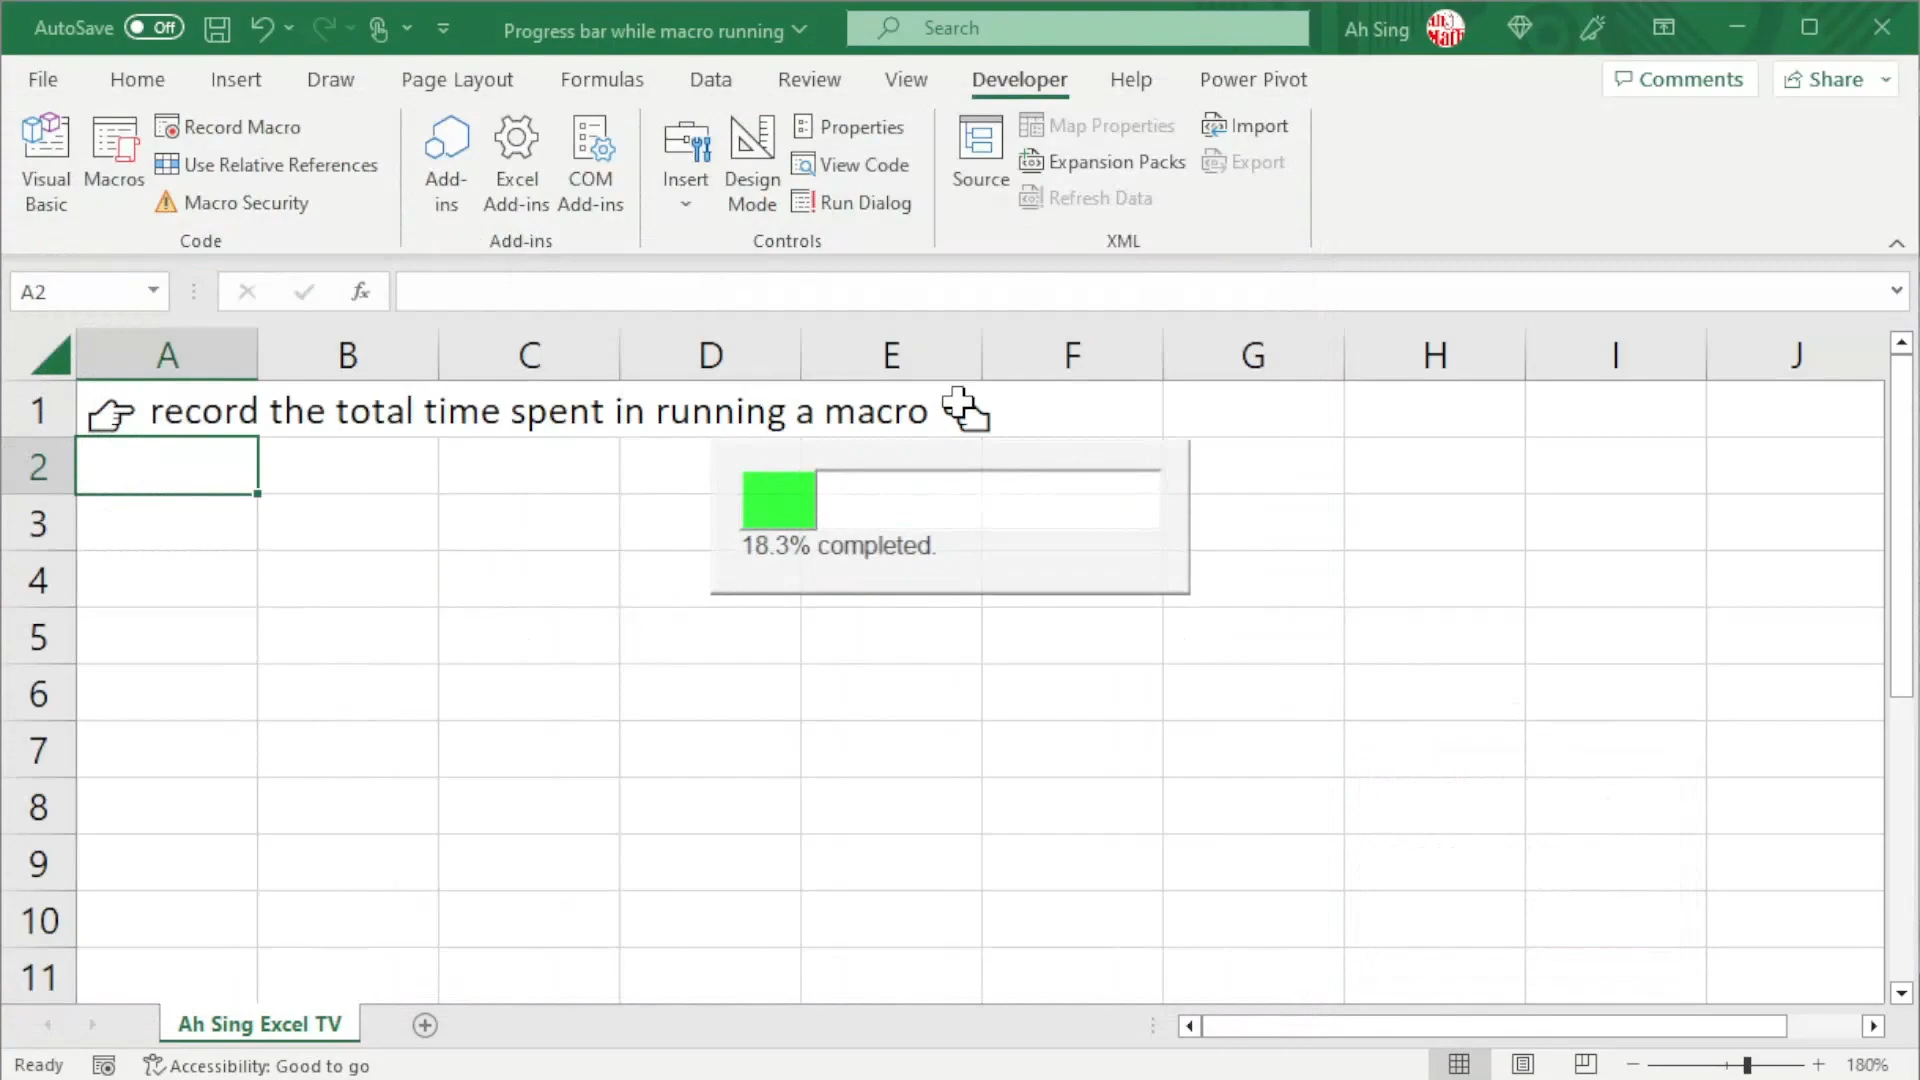 AutoSave Off Progress bar while macro running Search Ah Sing
File Home Insert Draw Page Layout Formulas Data Review View Developer Help Power Pivot Comments Share
Visual Basic
Macros
Record Macro
Use Relative References
Macro Security
Code
Add-ins
Excel Add-ins
COM Add-ins
Add-ins
Insert
Design Mode
Properties
View Code
Run Dialog
Controls
Source
Map Properties
Expansion Packs
Refresh Data
Import
Export
XML
A2 fx
A B C D E F G H I J
1 record the total time spent in running a macro
2
18.3% completed.
3
4
5
6
7
8
9
10
11
Ah Sing Excel TV
Ready Accessibility: Good to go 180%